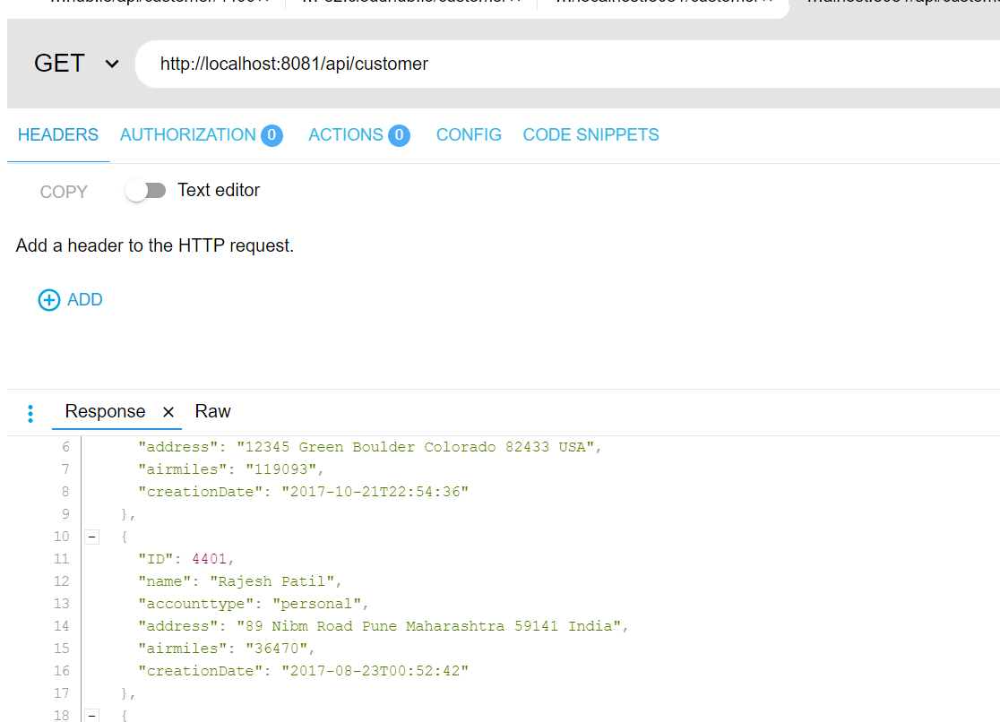 GET http://localhost:8081/api/customer
HEADERS AUTHORIZATION 0 ACTIONS 0 CONFIG CODE SNIPPETS
COPY Text editor
Add a header to the HTTP request.
ADD
Response × Raw
6 "address": "12345 Green Boulder Colorado 82433 USA",
7 "airmiles": "119093",
8 "creationDate": "2017-10-21T22:54:36"
9 },
10 {
11 "ID": 4401,
12 "name": "Rajesh Patil",
13 "accounttype": "personal",
14 "address": "89 Nibm Road Pune Maharashtra 59141 India",
15 "airmiles": "36470",
16 "creationDate": "2017-08-23T00:52:42"
17 },
18 {